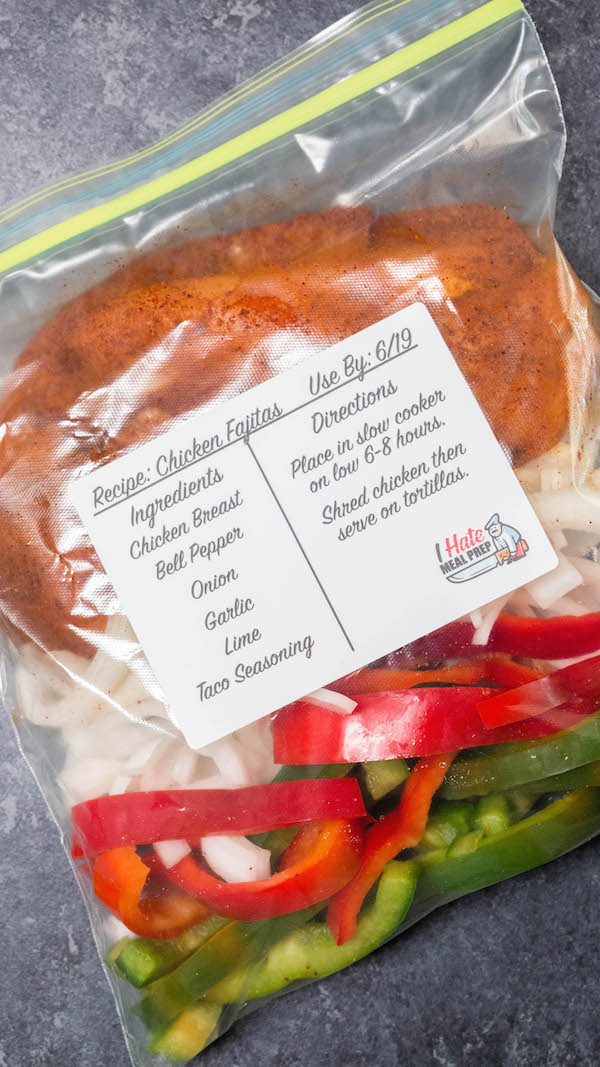 Recipe: Chicken Fajitas Use By: 6/19
Ingredients
Chicken Breast
Bell Pepper
Onion
Garlic
Lime
Taco Seasoning
Directions
Place in slow cooker
on low 6-8 hours.
Shred chicken then
serve on tortillas.
I Hate
MEAL PREP